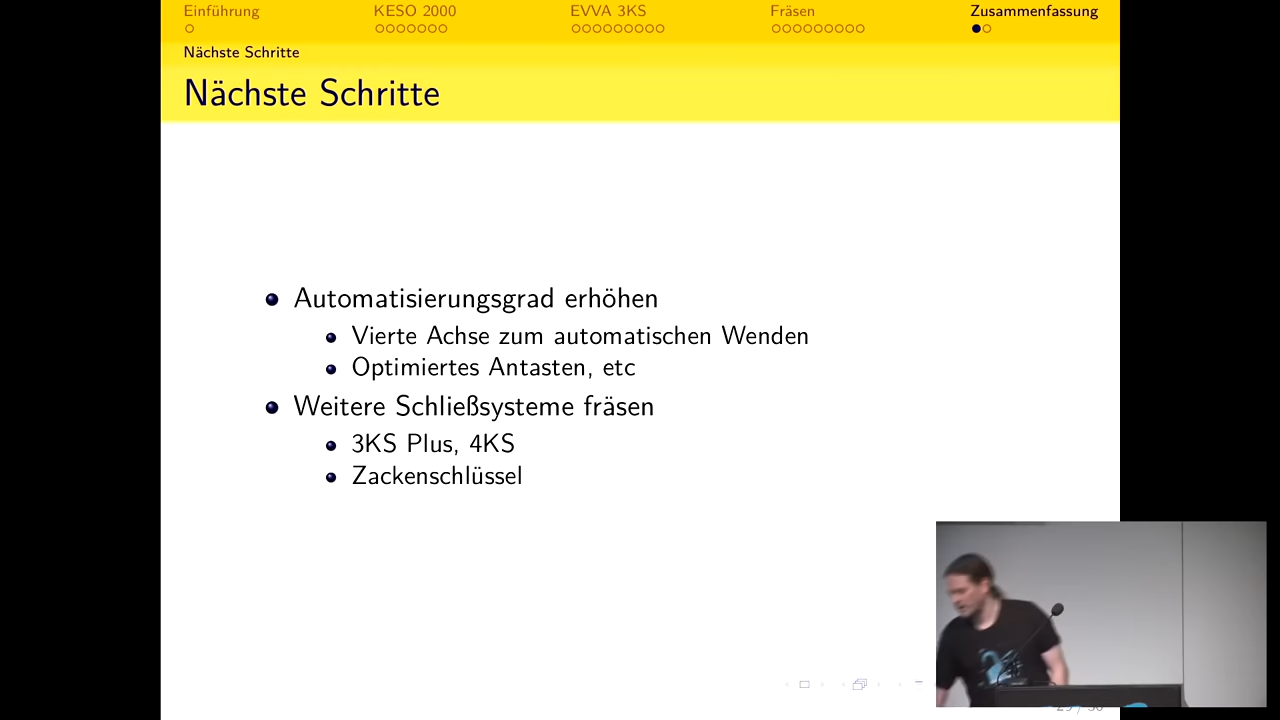 Einführung KESO 2000 EVVA 3KS Fräsen Zusammenfassung
Nächste Schritte
Nächste Schritte
Automatisierungsgrad erhöhen
Vierte Achse zum automatischen Wenden
Optimiertes Antasten, etc
Weitere Schließsysteme fräsen
3KS Plus, 4KS
Zackenschlüssel